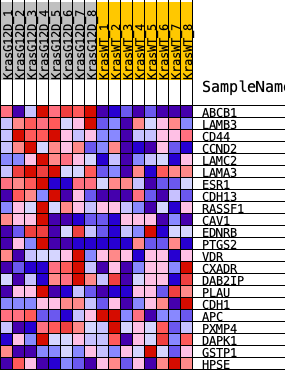 KrasG12D_1
KrasG12D_2
KrasG12D_3
KrasG12D_4
KrasG12D_5
KrasG12D_6
KrasG12D_7
KrasG12D_8
KrasWT_1
KrasWT_2
KrasWT_3
KrasWT_4
KrasWT_5
KrasWT_6
KrasWT_7
KrasWT_8
SampleName
ABCB1
LAMB3
CD44
CCND2
LAMC2
LAMA3
ESR1
CDH13
RASSF1
CAV1
EDNRB
PTGS2
VDR
CXADR
DAB2IP
PLAU
CDH1
APC
PXMP4
DAPK1
GSTP1
HPSE